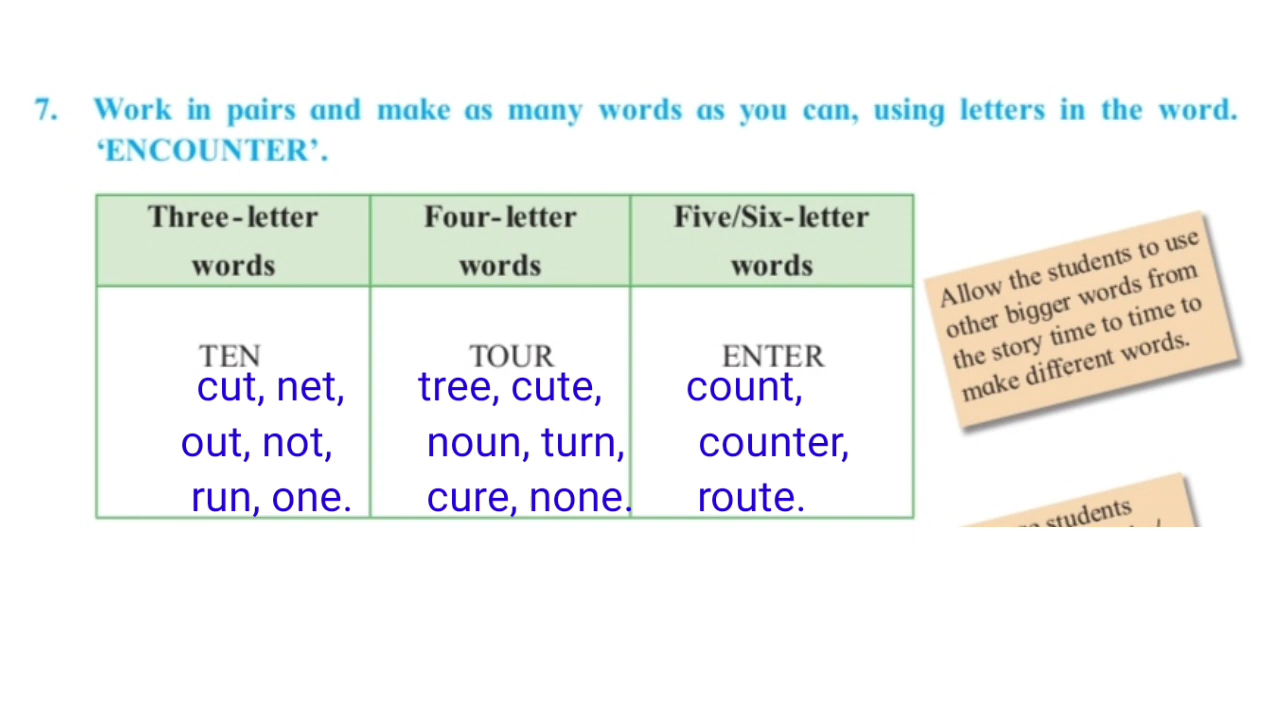 7. Work in pairs and make as many words as you can, using letters in the word.
‘ENCOUNTER’.
Three-letter words
Four-letter words
Five/Six-letter words
TEN
cut, net,
out, not,
run, one.
TOUR
tree, cute,
noun, turn,
cure, none.
ENTER
count,
counter,
route.
Allow the students to use
other bigger words from
the story time to time to
make different words.
students